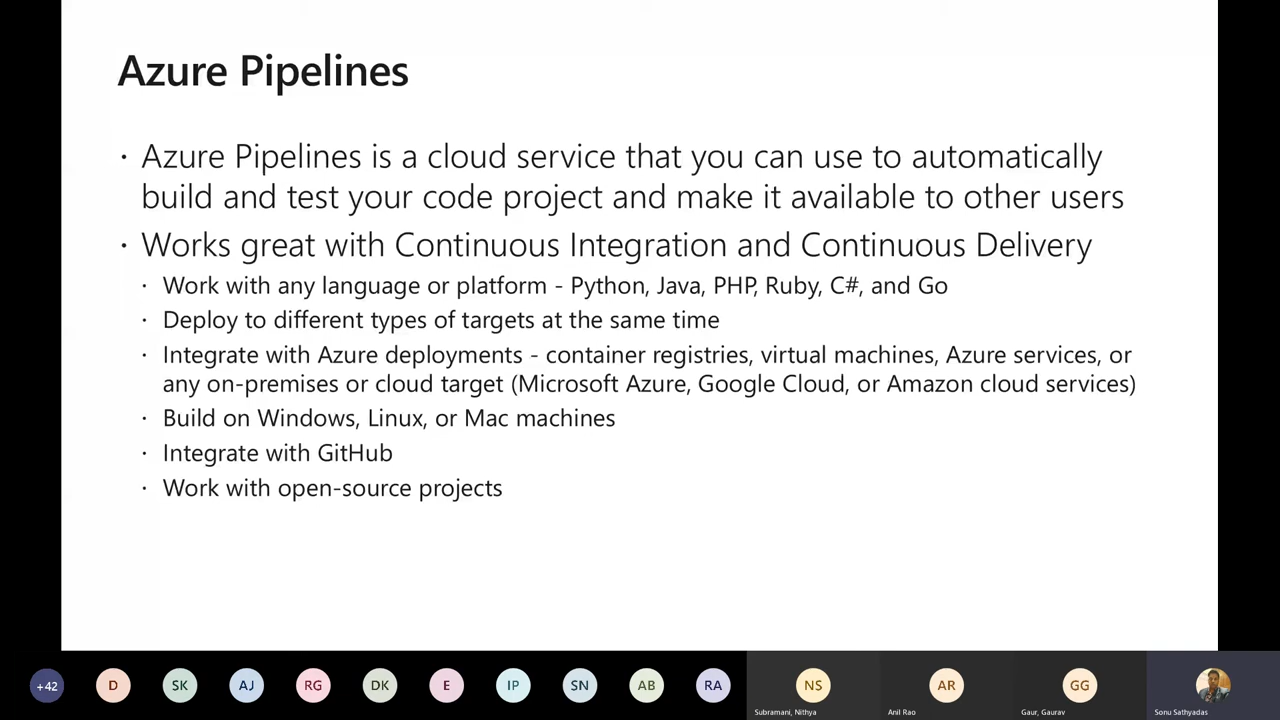 Azure Pipelines
· Azure Pipelines is a cloud service that you can use to automatically
build and test your code project and make it available to other users
· Works great with Continuous Integration and Continuous Delivery
· Work with any language or platform - Python, Java, PHP, Ruby, C#, and Go
· Deploy to different types of targets at the same time
· Integrate with Azure deployments - container registries, virtual machines, Azure services, or
any on-premises or cloud target (Microsoft Azure, Google Cloud, or Amazon cloud services)
· Build on Windows, Linux, or Mac machines
· Integrate with GitHub
· Work with open-source projects
+42 D SK AJ RG DK E IP SN AB RA NS AR GG
Subramani, Nithya Anil Rao Gaur, Gaurav Sonu Sathyadas